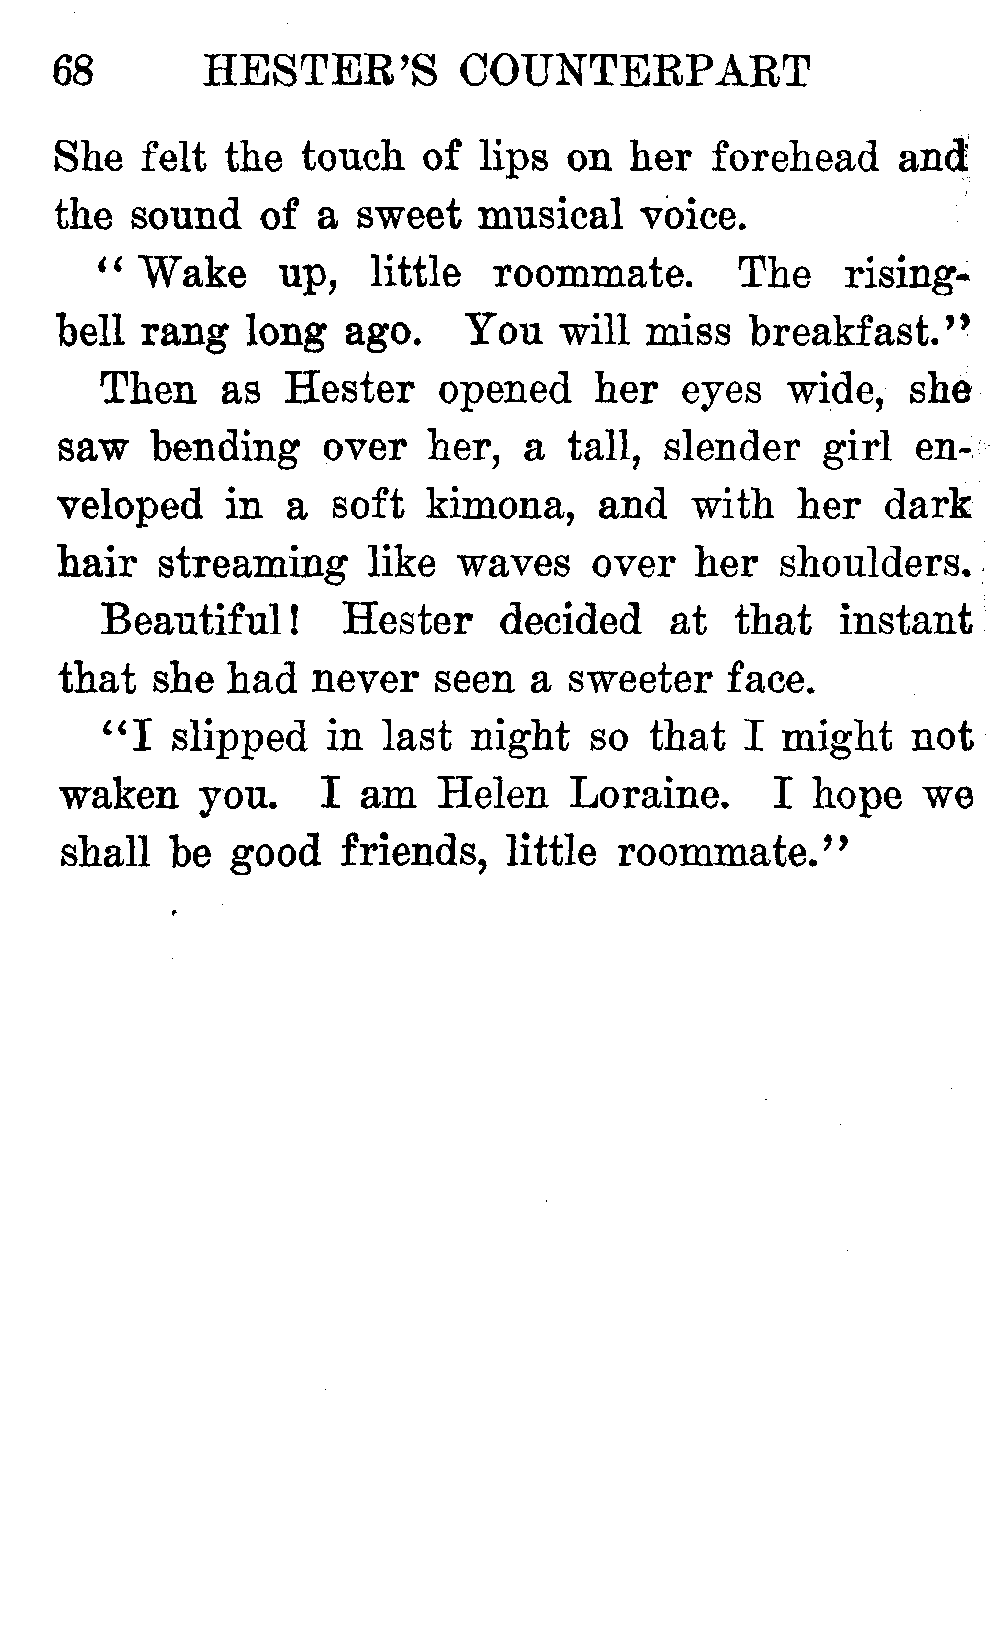 68 HESTER'S COUNTERPART
She felt the touch of lips on her forehead and
the sound of a sweet musical voice.
"Wake up, little roommate. The rising-
bell rang long ago. You will miss breakfast."
Then as Hester opened her eyes wide, she
saw bending over her, a tall, slender girl en-
veloped in a soft kimona, and with her dark
hair streaming like waves over her shoulders.
Beautiful! Hester decided at that instant
that she had never seen a sweeter face.
"I slipped in last night so that I might not
waken you. I am Helen Loraine. I hope we
shall be good friends, little roommate."